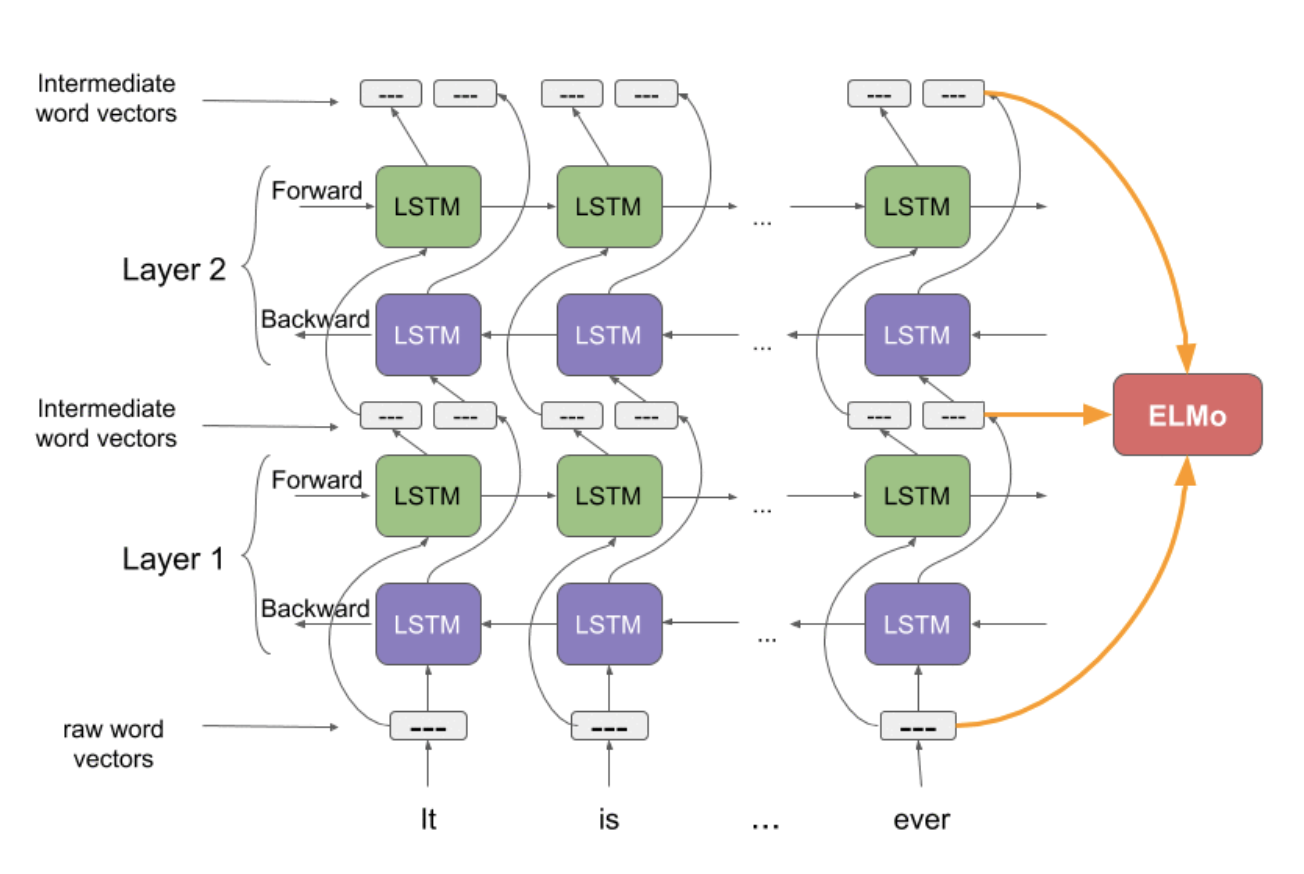 Intermediate
word vectors
--- --- --- --- --- ---
Forward
LSTM LSTM ... LSTM
Layer 2
Backward
LSTM LSTM ... LSTM
Intermediate
word vectors
--- --- --- --- --- ---
ELMo
Forward
LSTM LSTM ... LSTM
Layer 1
Backward
LSTM LSTM ... LSTM
raw word
vectors
--- --- ---
It is ... ever